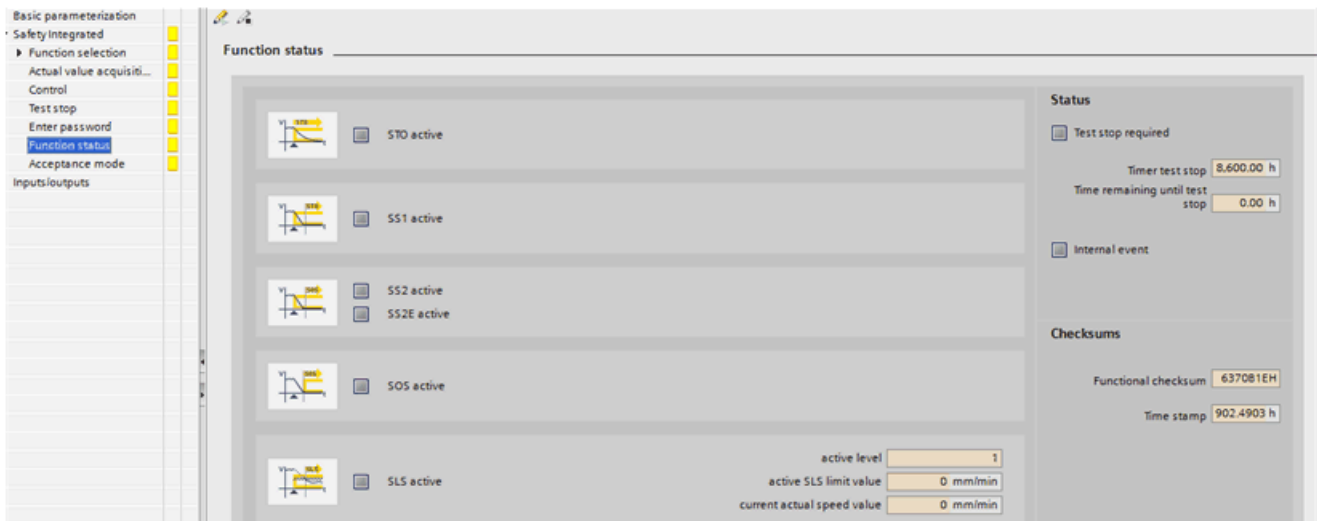 Basic parameterization
Safety Integrated
Function selection
Actual value acquisiti...
Control
Test stop
Enter password
Function status
Acceptance mode
Inputs/outputs
Function status
STO active
SS1 active
SS2 active
SS2E active
SOS active
SLS active
active level 1
active SLS limit value 0 mm/min
current actual speed value 0 mm/min
Status
Test stop required
Timer test stop 8,600.00 h
Time remaining until test
stop 0.00 h
Internal event
Checksums
Functional checksum 6370B1EH
Time stamp 902.4903 h